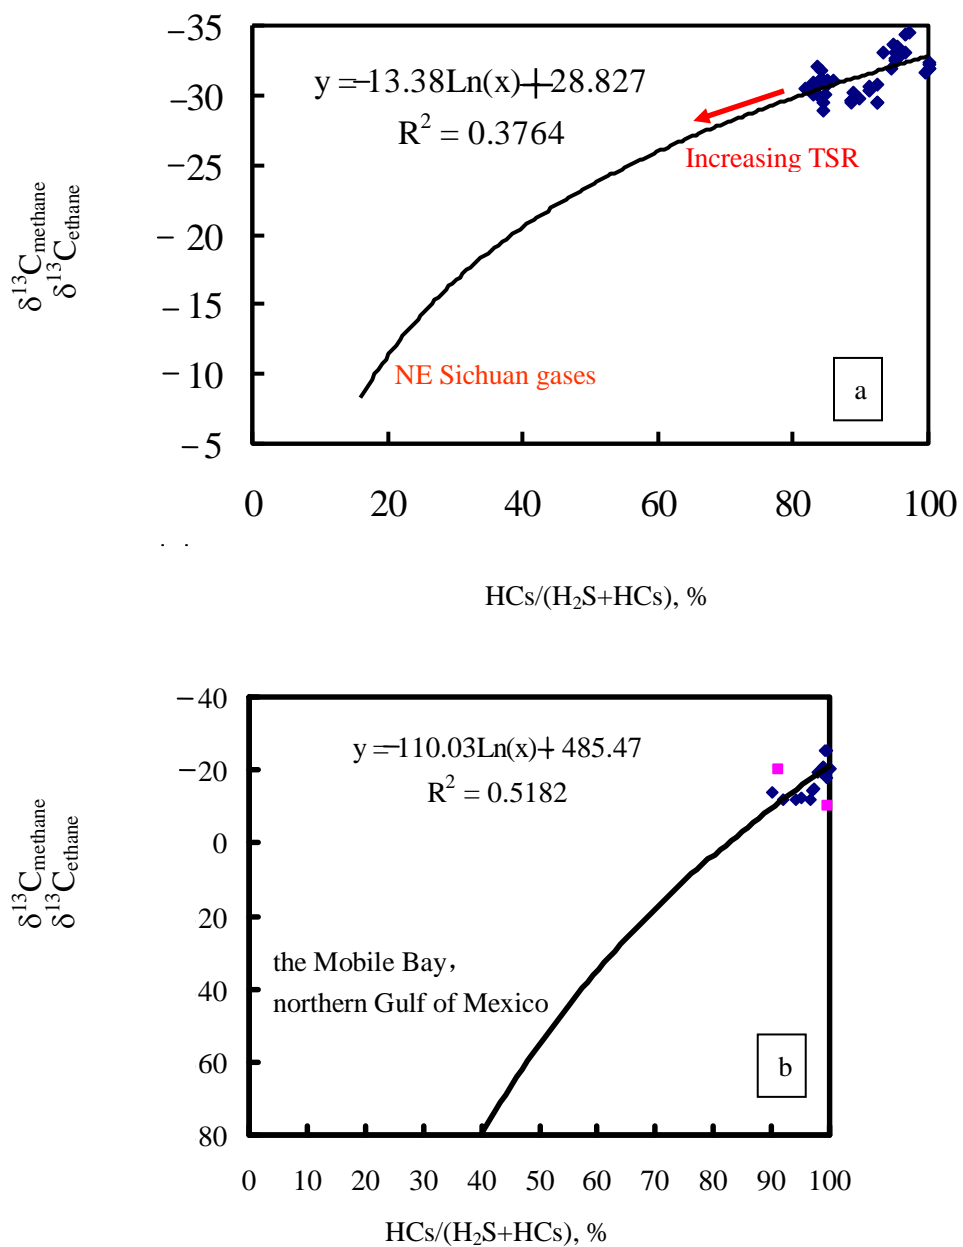 −35
−30
−25
− 20
−15
− 10
−5
y =−13.38Ln(x)+28.827
R² = 0.3764
Increasing TSR
NE Sichuan gases
a
δ¹³Cmethane
δ¹³Cethane
0 20 40 60 80 100
HCs/(H₂S+HCs), %
−40
−20
0
20
40
60
80
y =−110.03Ln(x)+ 485.47
R² = 0.5182
the Mobile Bay,
northern Gulf of Mexico
b
δ¹³Cmethane
δ¹³Cethane
0 10 20 30 40 50 60 70 80 90 100
HCs/(H₂S+HCs), %